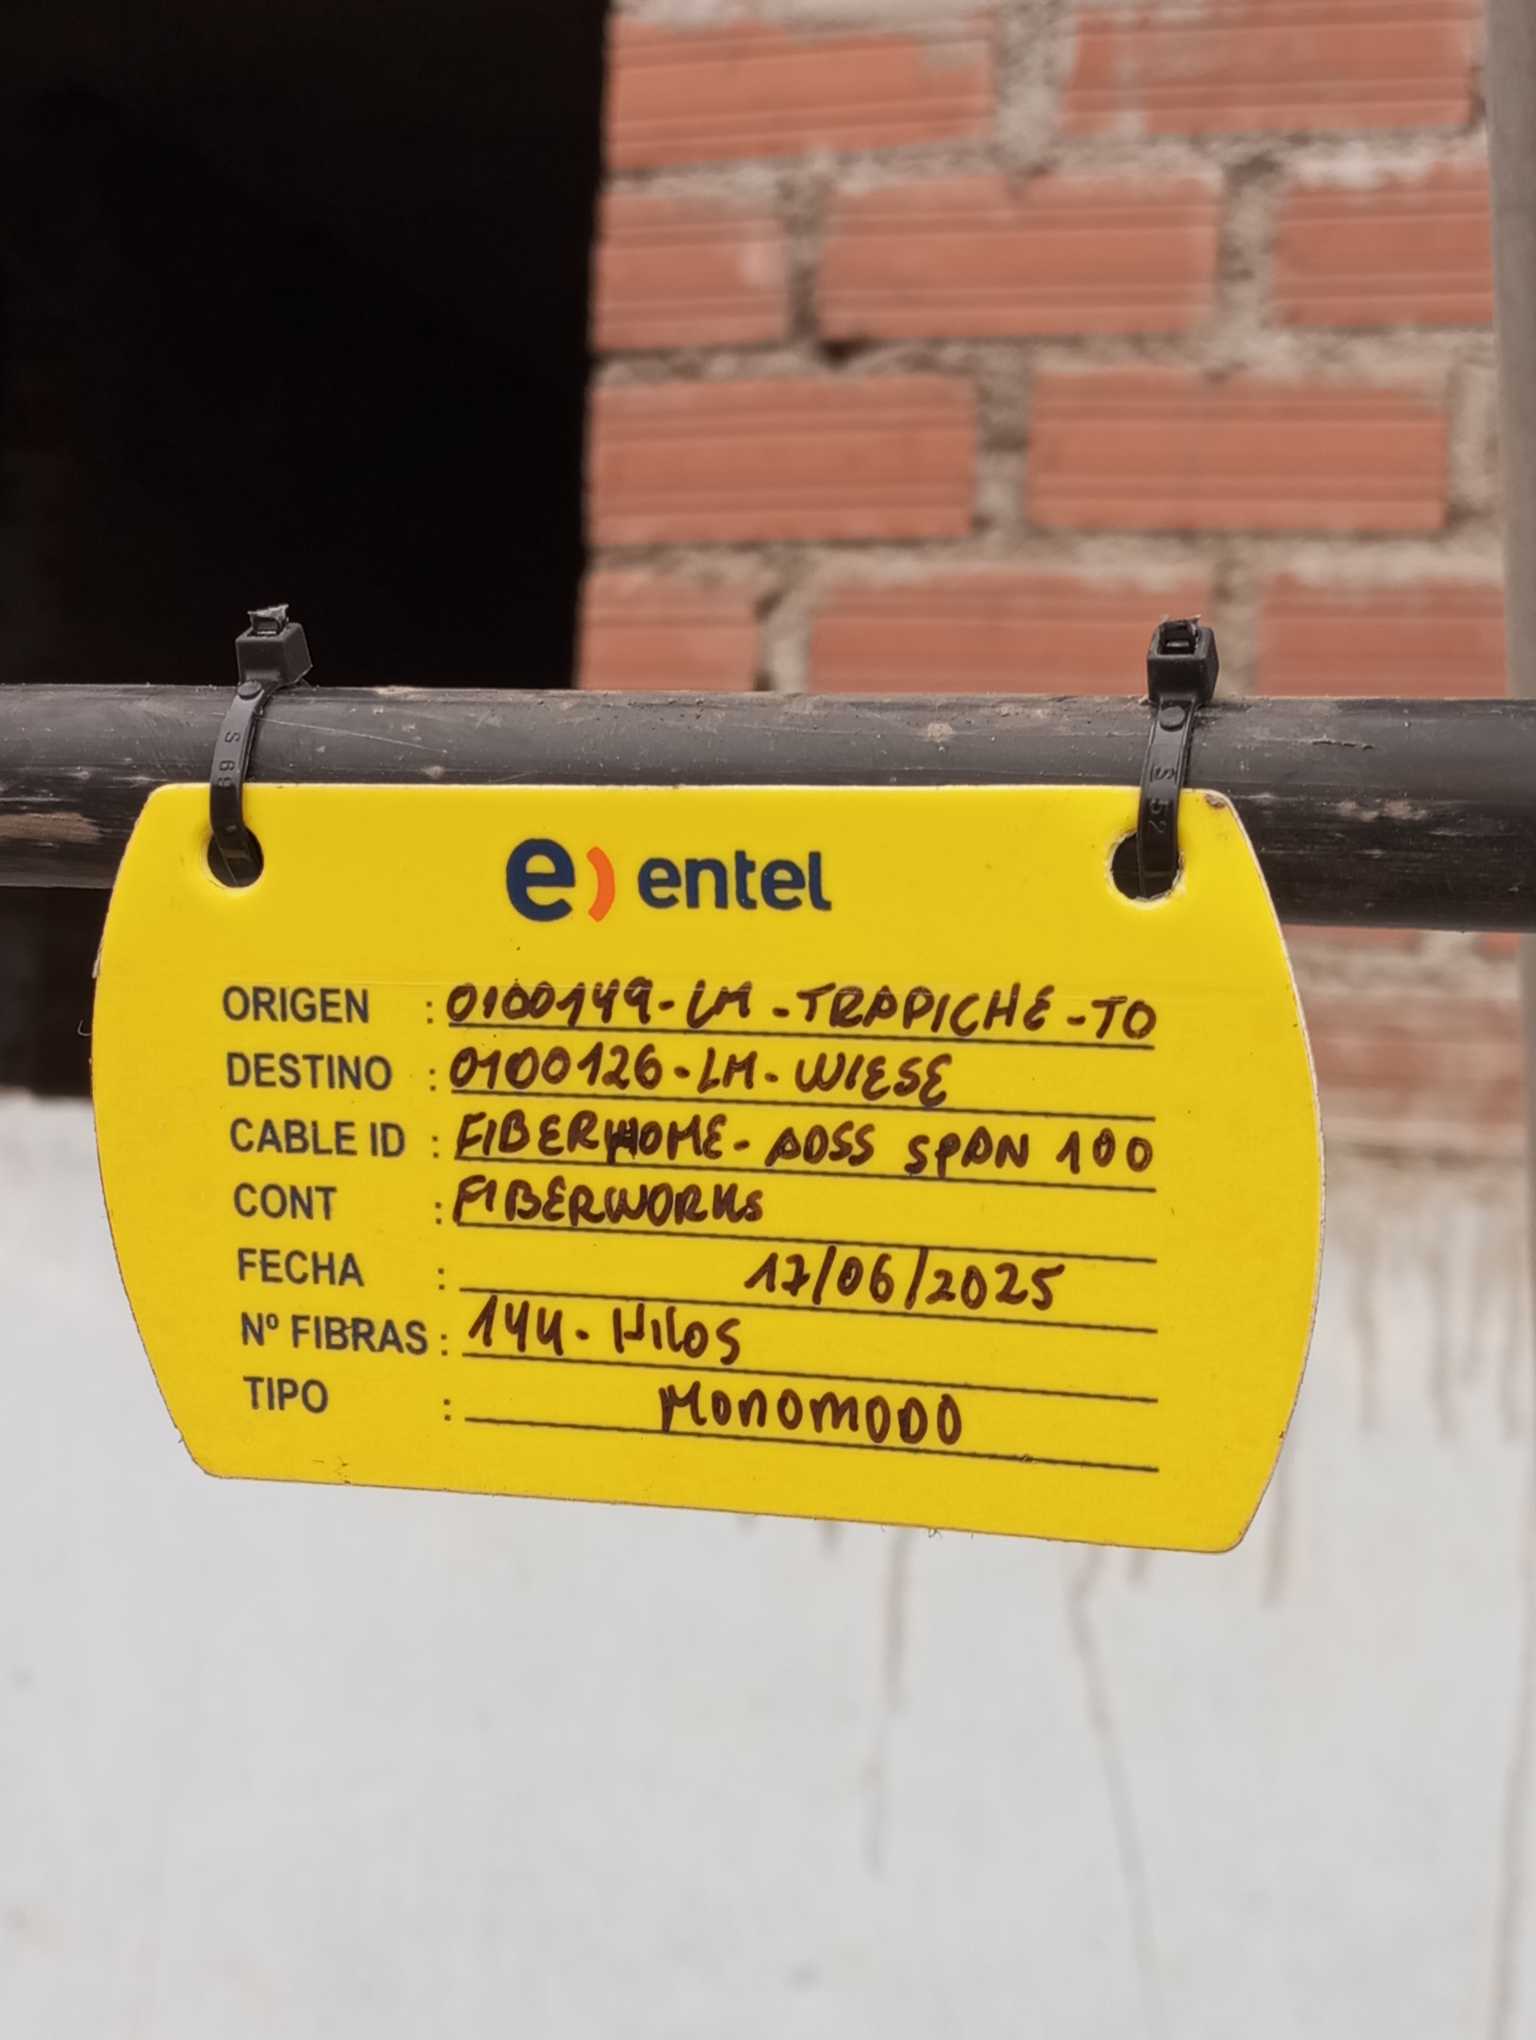 e) entel
ORIGEN : 0100149-LM-TRAPICHE-TO
DESTINO : 0100126-LM-WIESE
CABLE ID : FIBERHOME-ADSS SPAN 100
CONT : FIBERWORKS
FECHA : 17/06/2025
Nº FIBRAS : 144-Hilos
TIPO : MONOMODO